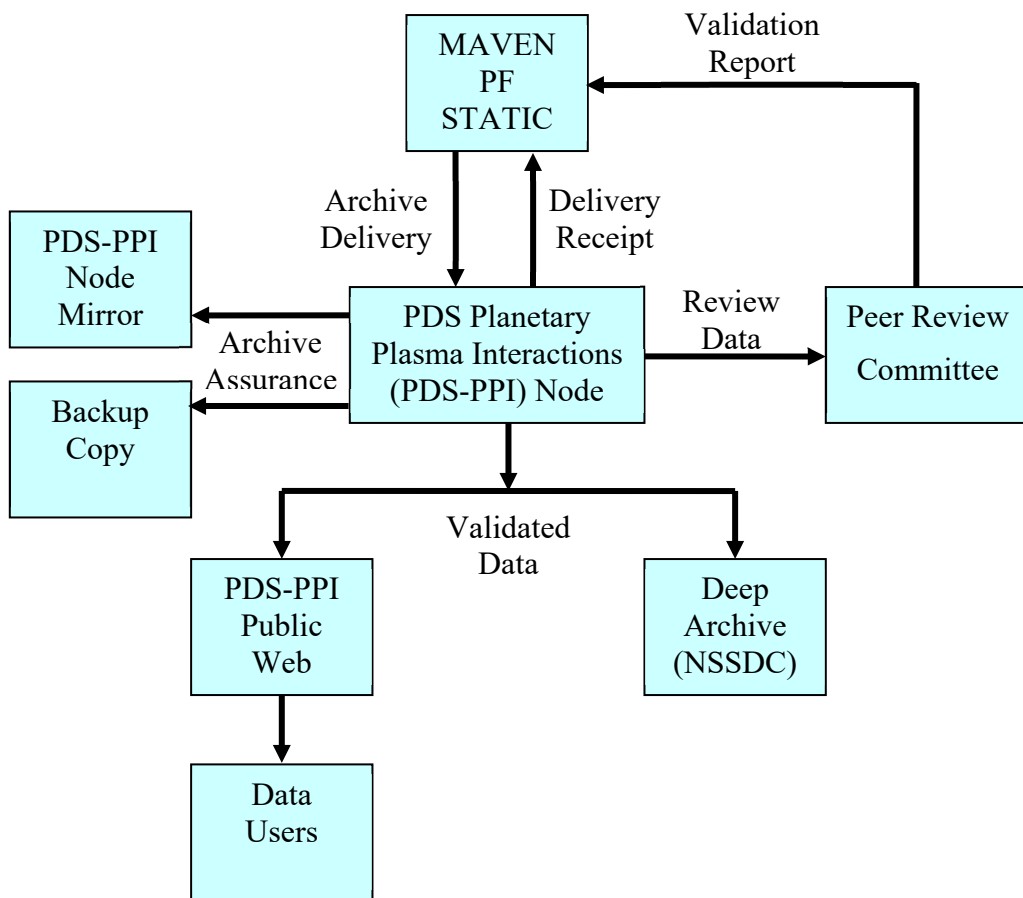 MAVEN
PF
STATIC
Validation
Report
Archive
Delivery
Delivery
Receipt
PDS-PPI
Node
Mirror
PDS Planetary
Plasma Interactions
(PDS-PPI) Node
Review
Data
Peer Review
Committee
Archive
Assurance
Backup
Copy
Validated
Data
PDS-PPI
Public
Web
Deep
Archive
(NSSDC)
Data
Users